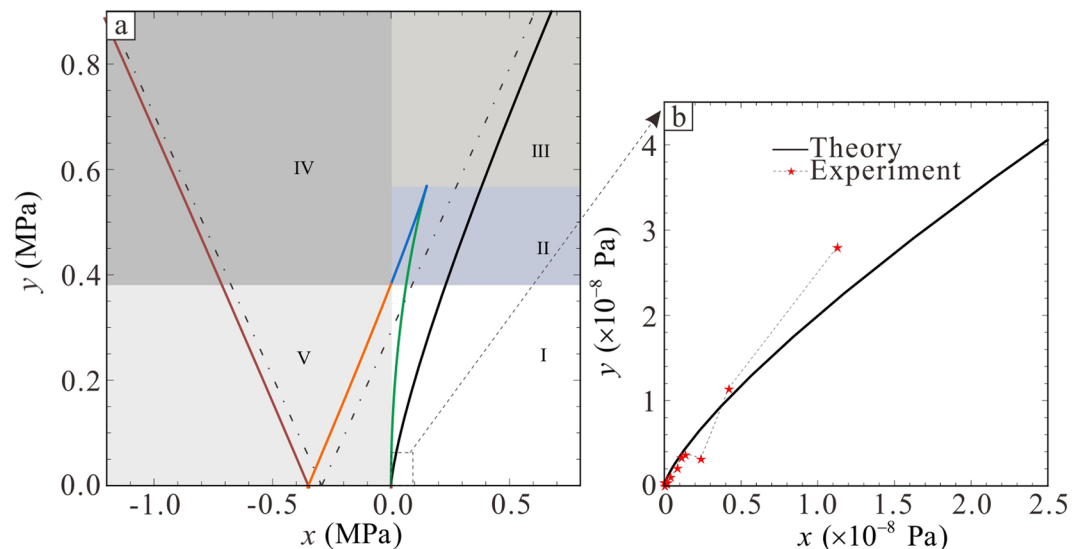 a
y (MPa)
0.8
0.6
0.4
0.2
0.0
-1.0
-0.5
0.0
0.5
x (MPa)
IV
III
II
V
I
b
Theory
Experiment
y (×10⁻⁸ Pa)
4
3
2
1
0
0
0.5
1.0
1.5
2.0
2.5
x (×10⁻⁸ Pa)